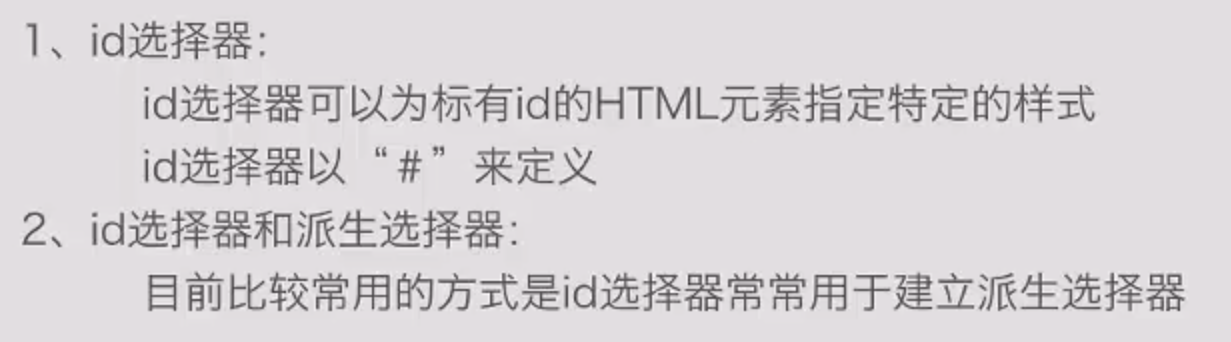 1、id选择器：
id选择器可以为标有id的HTML元素指定特定的样式
id选择器以“#”来定义
2、id选择器和派生选择器：
目前比较常用的方式是id选择器常常用于建立派生选择器